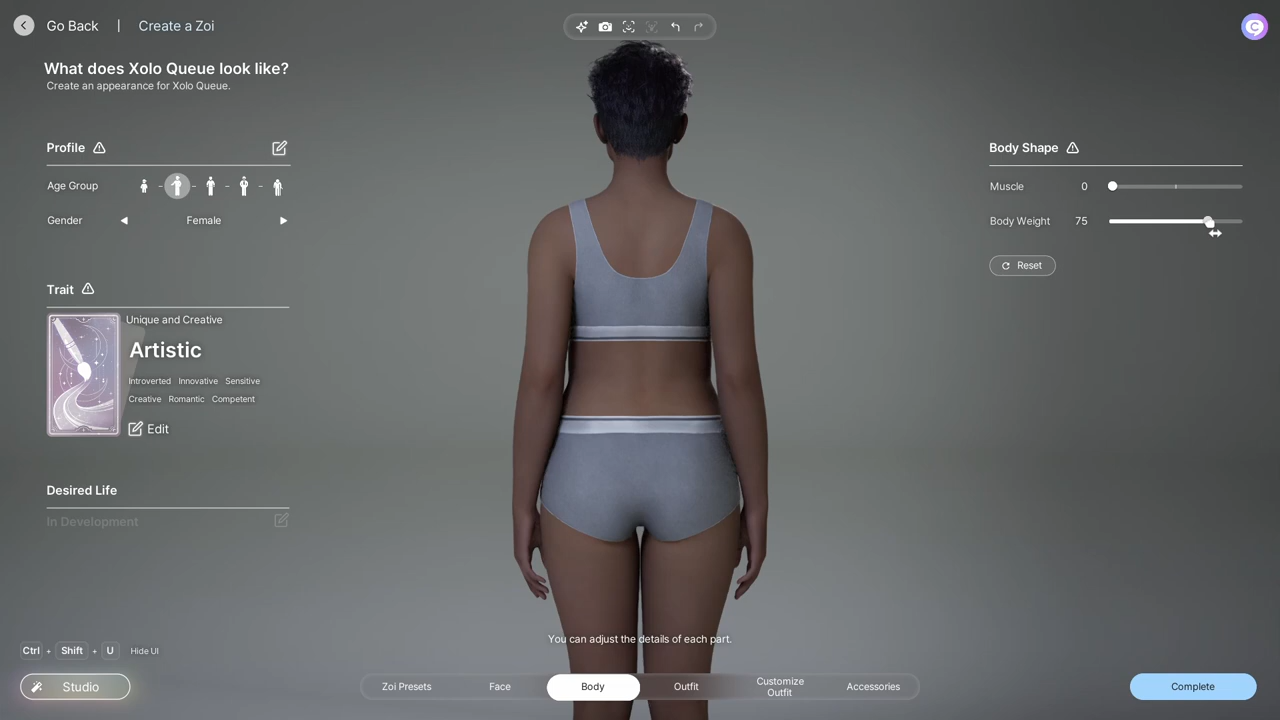 Go Back | Create a Zoi
What does Xolo Queue look like?
Create an appearance for Xolo Queue.
Profile
Age Group
Gender Female
Trait
Unique and Creative
Artistic
Introverted Innovative Sensitive
Creative Romantic Competent
Edit
Desired Life
In Development
Body Shape
Muscle 0
Body Weight 75
Reset
You can adjust the details of each part.
Ctrl + Shift + U Hide UI
Studio
Zoi Presets Face Body Outfit Customize Outfit Accessories
Complete